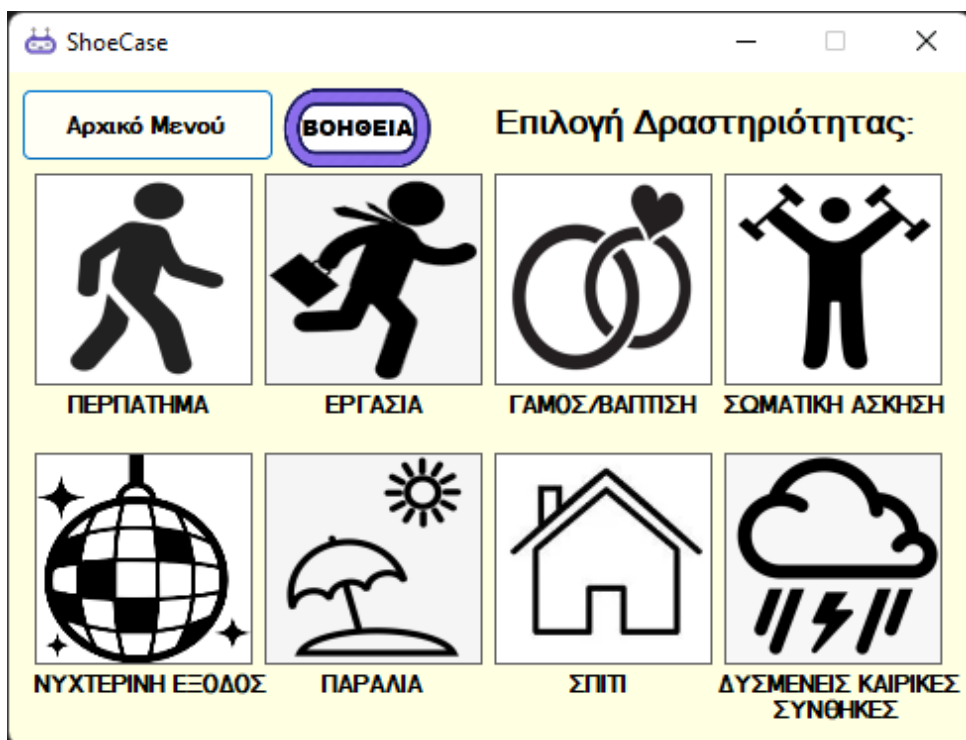 ShoeCase
Αρχικό Μενού
ΒΟΗΘΕΙΑ
Επιλογή Δραστηριότητας:
ΠΕΡΠΑΤΗΜΑ
ΕΡΓΑΣΙΑ
ΓΑΜΟΣ/ΒΑΠΤΙΣΗ
ΣΩΜΑΤΙΚΗ ΑΣΚΗΣΗ
ΝΥΧΤΕΡΙΝΗ ΕΞΟΔΟΣ
ΠΑΡΑΛΙΑ
ΣΠΙΤΙ
ΔΥΣΜΕΝΕΙΣ ΚΑΙΡΙΚΕΣ
ΣΥΝΘΗΚΕΣ